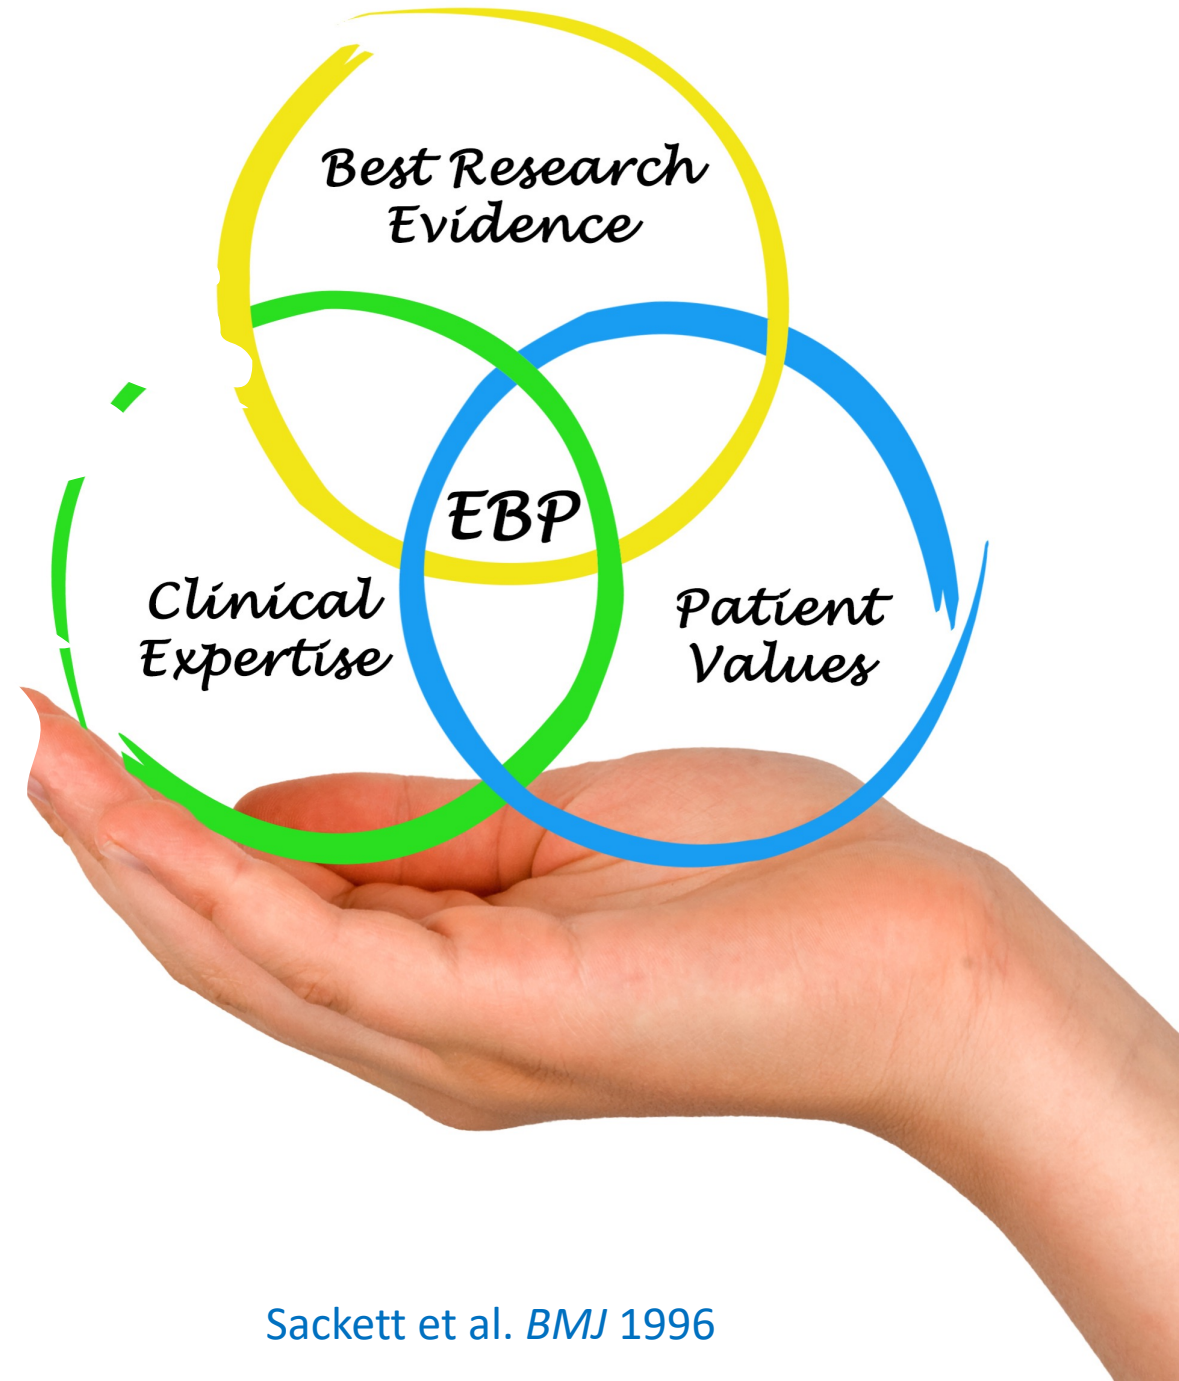 Best Research
Evidence
EBP
Clinical
Expertise
Patient
Values
Sackett et al. BMJ 1996